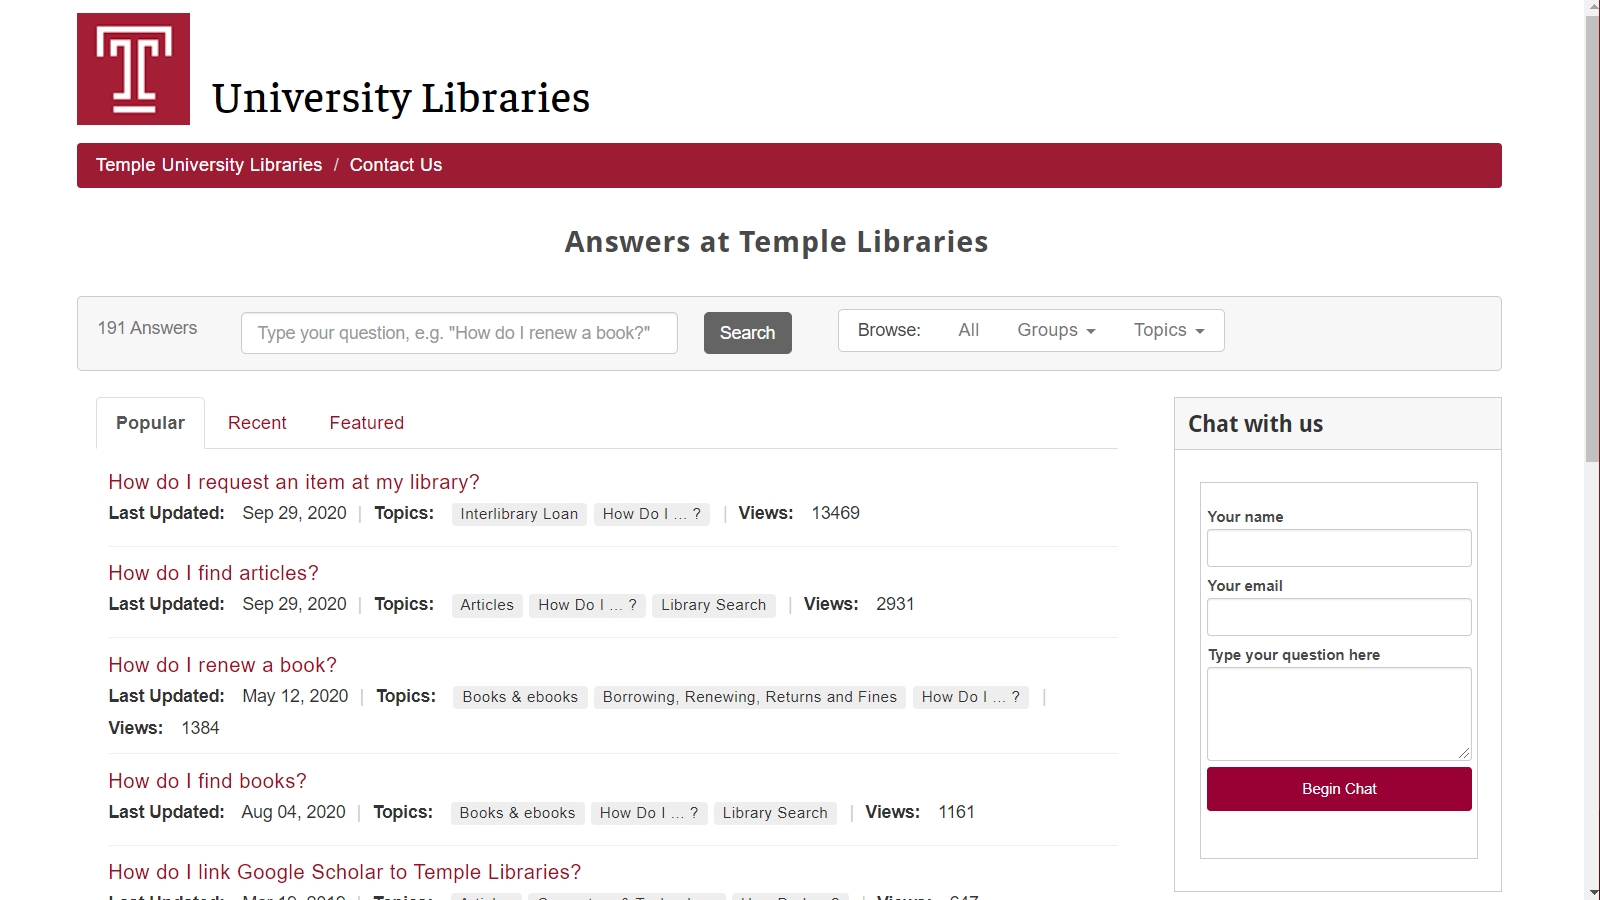 T
University Libraries
Temple University Libraries / Contact Us
Answers at Temple Libraries
191 Answers
Type your question, e.g. "How do I renew a book?"
Search
Browse: All Groups Topics
Popular Recent Featured
How do I request an item at my library?
Last Updated: Sep 29, 2020 | Topics: Interlibrary Loan How Do I ... ? | Views: 13469
How do I find articles?
Last Updated: Sep 29, 2020 | Topics: Articles How Do I ... ? Library Search | Views: 2931
How do I renew a book?
Last Updated: May 12, 2020 | Topics: Books & ebooks Borrowing, Renewing, Returns and Fines How Do I ... ? |
Views: 1384
How do I find books?
Last Updated: Aug 04, 2020 | Topics: Books & ebooks How Do I ... ? Library Search | Views: 1161
How do I link Google Scholar to Temple Libraries?
Chat with us
Your name
Your email
Type your question here
Begin Chat